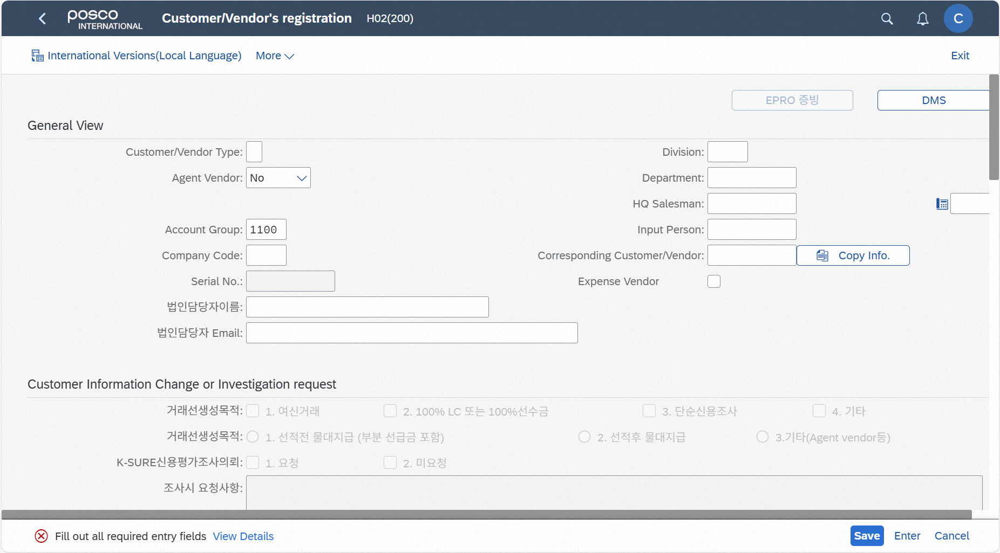 posco
INTERNATIONAL
Customer/Vendor's registration H02(200)
C
International Versions(Local Language) More
Exit
EPRO 증빙
DMS
General View
Customer/Vendor Type:
Division:
Agent Vendor: No
Department:
HQ Salesman:
Account Group: 1100
Input Person:
Company Code:
Corresponding Customer/Vendor:
Copy Info.
Serial No.:
Expense Vendor
법인담당자이름:
법인담당자 Email:
Customer Information Change or Investigation request
거래선생성목적: 1. 여신거래 2. 100% LC 또는 100%선수금 3. 단순신용조사 4. 기타
거래선생성목적: 1. 선적전 물대지급 (부분 선급금 포함) 2. 선적후 물대지급 3.기타(Agent vendor등)
K-SURE신용평가조사의뢰: 1. 요청 2. 미요청
조사시 요청사항:
Fill out all required entry fields View Details
Save Enter Cancel